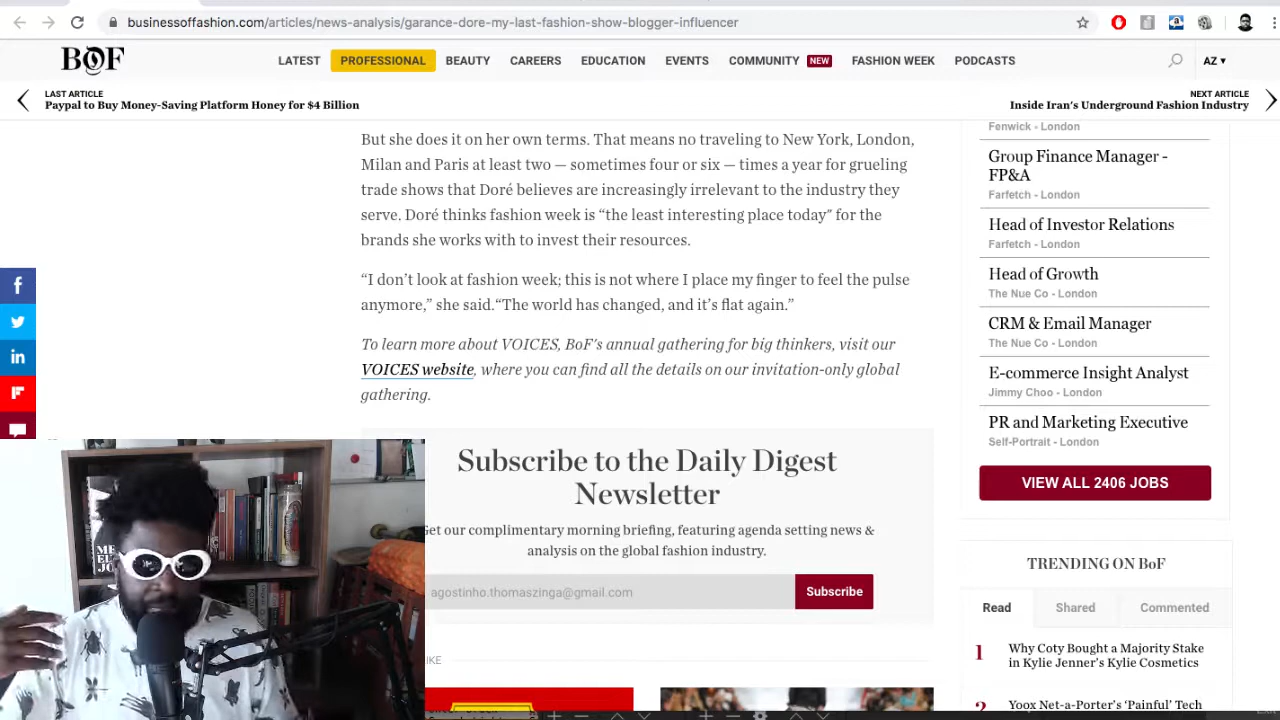 businessoffashion.com/articles/news-analysis/garance-dore-my-last-fashion-show-blogger-influencer
BOF
LATEST PROFESSIONAL BEAUTY CAREERS EDUCATION EVENTS COMMUNITY NEW FASHION WEEK PODCASTS
AZ ▾
LAST ARTICLE
Paypal to Buy Money-Saving Platform Honey for $4 Billion
NEXT ARTICLE
Inside Iran's Underground Fashion Industry
But she does it on her own terms. That means no traveling to New York, London,
Milan and Paris at least two — sometimes four or six — times a year for grueling
trade shows that Doré believes are increasingly irrelevant to the industry they
serve. Doré thinks fashion week is “the least interesting place today” for the
brands she works with to invest their resources.
“I don’t look at fashion week; this is not where I place my finger to feel the pulse
anymore,” she said.“The world has changed, and it’s flat again.”
To learn more about VOICES, BoF's annual gathering for big thinkers, visit our
VOICES website, where you can find all the details on our invitation-only global
gathering.
Subscribe to the Daily Digest
Newsletter
Get our complimentary morning briefing, featuring agenda setting news &
analysis on the global fashion industry.
agostinho.thomaszinga@gmail.com
Subscribe
IKE
Fenwick - London
Group Finance Manager -
FP&A
Farfetch - London
Head of Investor Relations
Farfetch - London
Head of Growth
The Nue Co - London
CRM & Email Manager
The Nue Co - London
E-commerce Insight Analyst
Jimmy Choo - London
PR and Marketing Executive
Self-Portrait - London
VIEW ALL 2406 JOBS
TRENDING ON BoF
Read Shared Commented
1 Why Coty Bought a Majority Stake
in Kylie Jenner's Kylie Cosmetics
2 Yoox Net-a-Porter's 'Painful' Tech